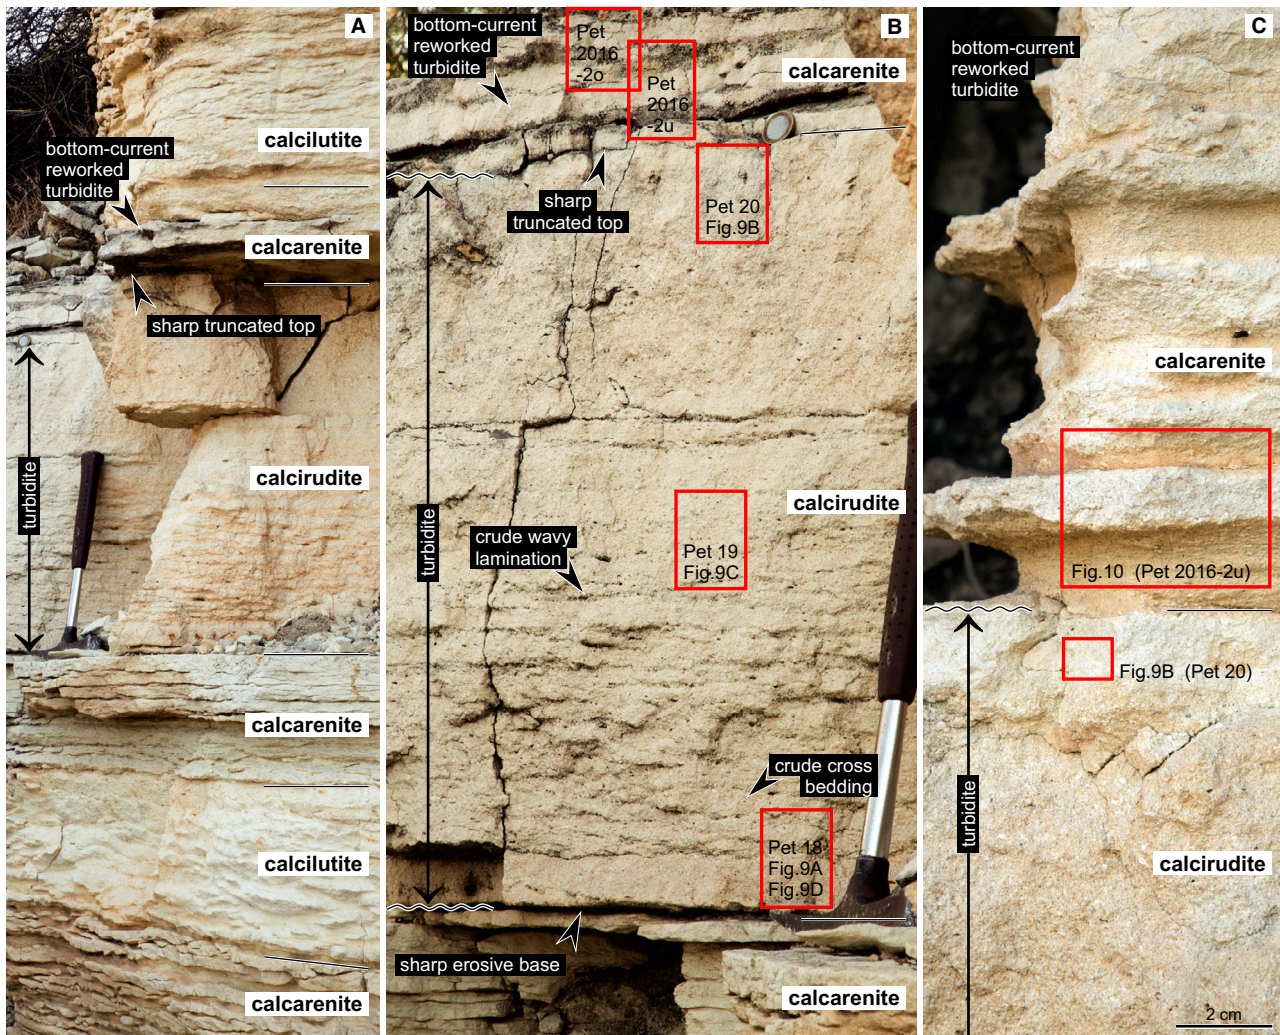 A
calcilutite
bottom-current
reworked
turbidite
calcarenite
sharp truncated top
turbidite
calcirudite
calcarenite
calcilutite
calcarenite
B
bottom-current
reworked
turbidite
Pet
2016
-2o
calcarenite
Pet
2016
-2u
sharp
truncated top
Pet 20
Fig.9B
turbidite
calcirudite
crude wavy
lamination
Pet 19
Fig.9C
crude cross
bedding
Pet 18
Fig.9A
Fig.9D
sharp erosive base
calcarenite
C
bottom-current
reworked
turbidite
calcarenite
Fig.10 (Pet 2016-2u)
Fig.9B (Pet 20)
turbidite
calcirudite
2 cm